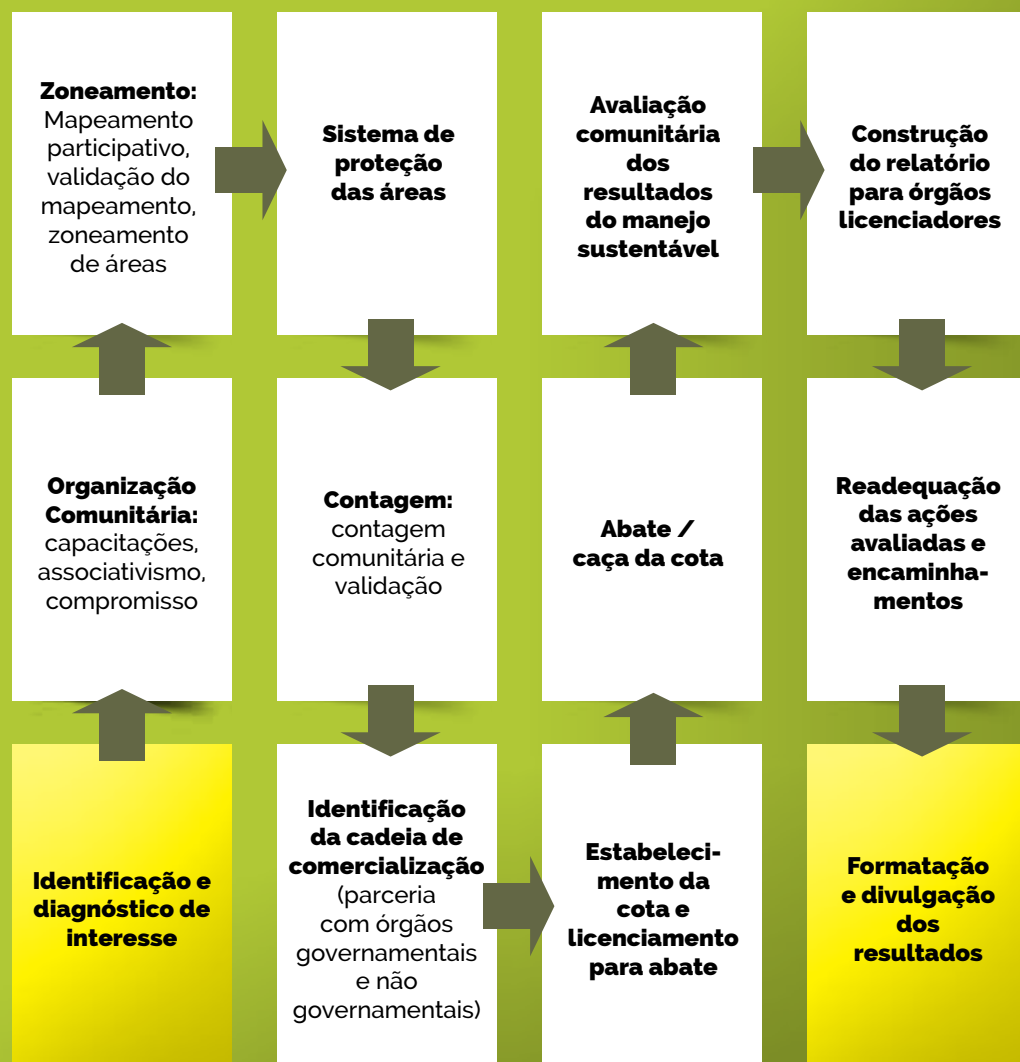 Zoneamento:
Mapeamento
participativo,
validação do
mapeamento,
zoneamento
de áreas
Sistema de
proteção
das áreas
Avaliação
comunitária
dos
resultados
do manejo
sustentável
Construção
do relatório
para órgãos
licenciadores
Organização
Comunitária:
capacitações,
associativismo,
compromisso
Contagem:
contagem
comunitária e
validação
Abate /
caça da cota
Readequação
das ações
avaliadas e
encaminha-
mentos
Identificação e
diagnóstico de
interesse
Identificação
da cadeia de
comercialização
(parceria
com órgãos
governamentais
e não
governamentais)
Estabeleci-
mento da
cota e
licenciamento
para abate
Formatação
e divulgação
dos
resultados